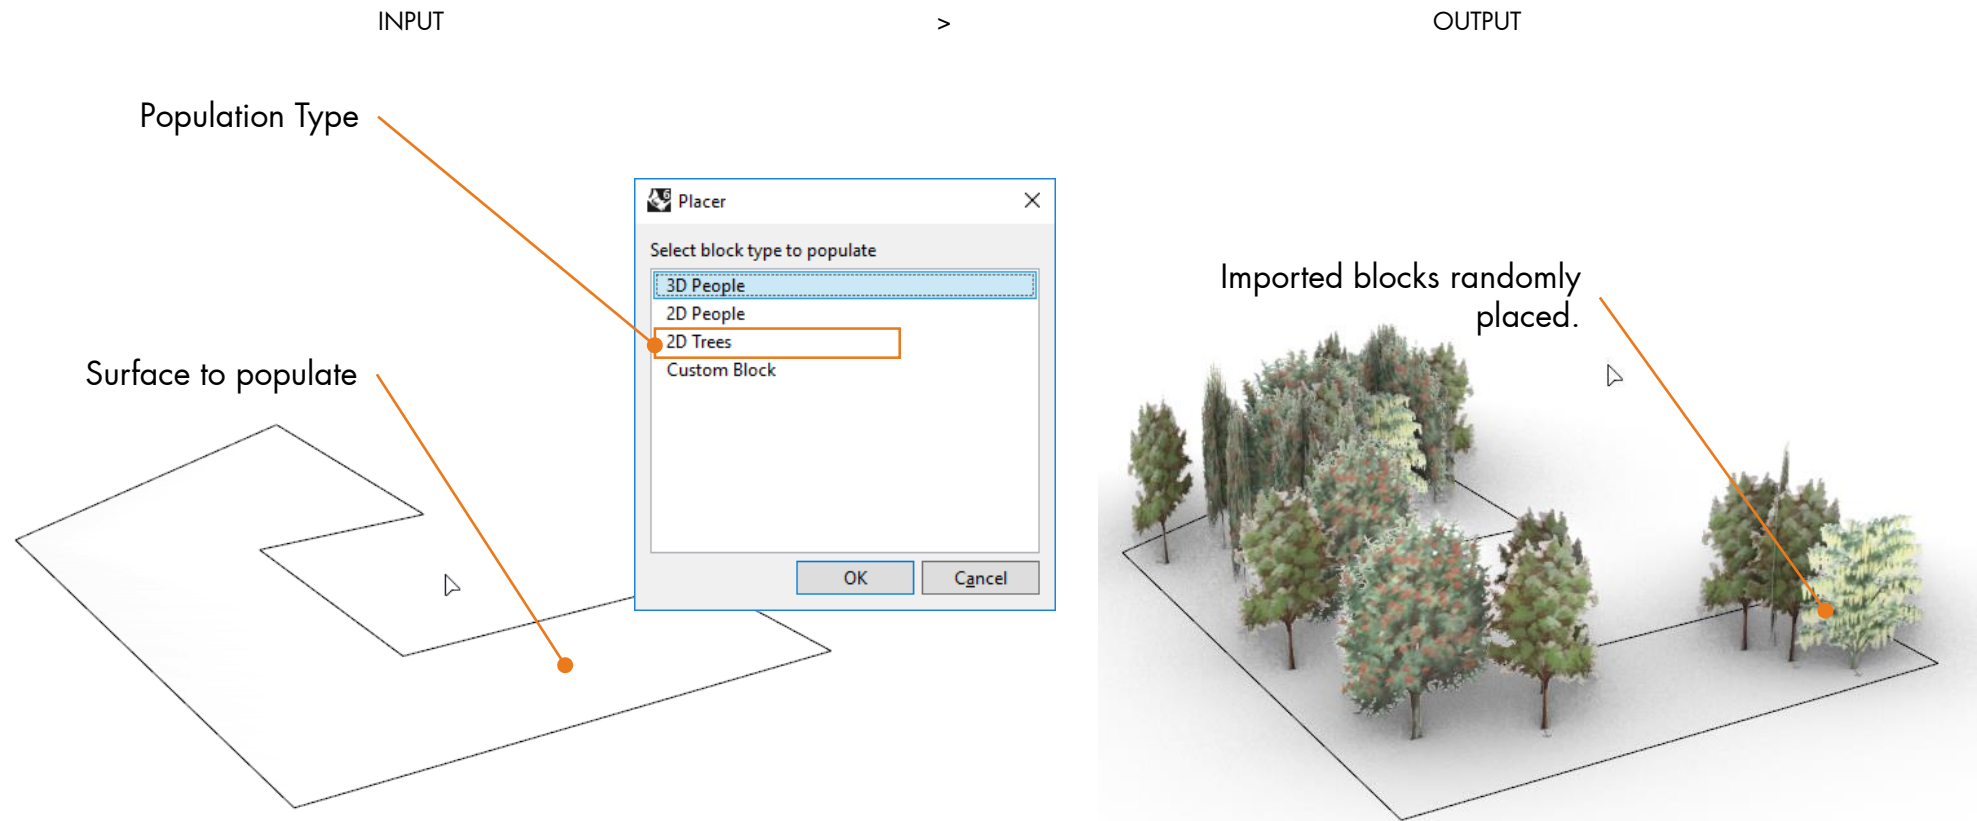 INPUT
>
OUTPUT
Population Type
6
Placer
Select block type to populate
3D People
2D People
2D Trees
Custom Block
OK
Cancel
Surface to populate
Imported blocks randomly
placed.